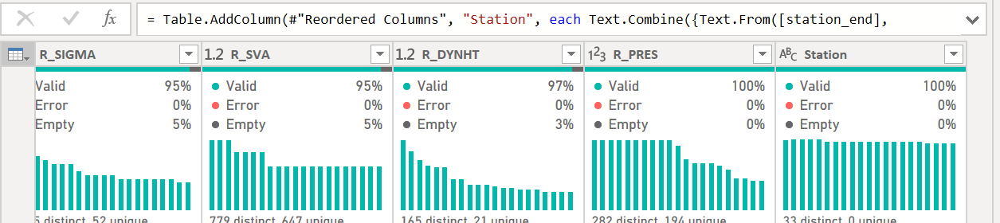 fx = Table.AddColumn(#"Reordered Columns", "Station", each Text.Combine({Text.From([station_end],
R_SIGMA 1.2 R_SVA 1.2 R_DYNHT 123 R_PRES ABC Station
Valid 95% Valid 95% Valid 97% Valid 100% Valid 100%
Error 0% Error 0% Error 0% Error 0% Error 0%
Empty 5% Empty 5% Empty 3% Empty 0% Empty 0%
5 distinct, 52 unique 779 distinct, 647 unique 165 distinct, 21 unique 282 distinct, 194 unique 33 distinct, 0 unique